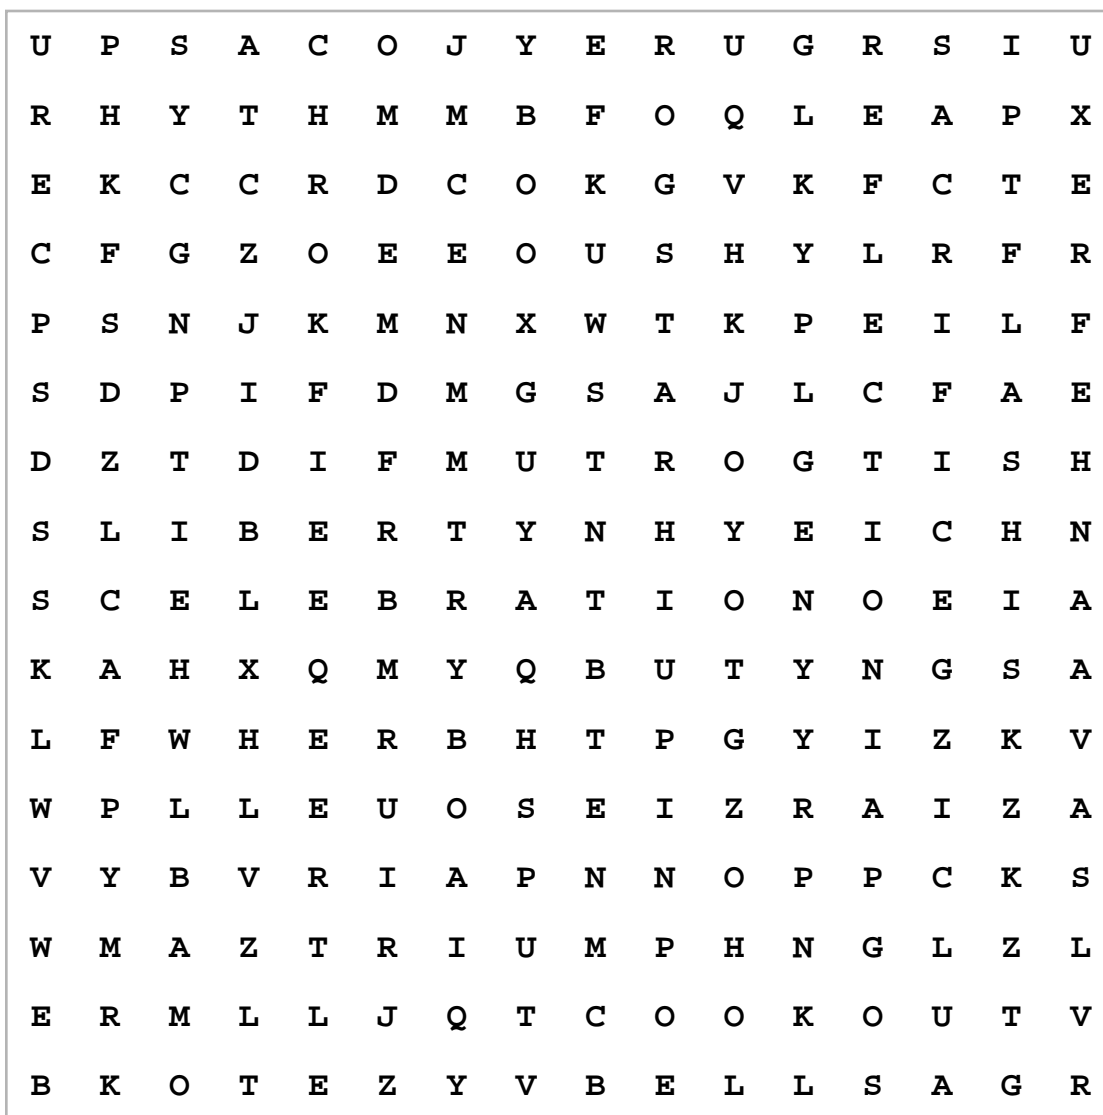 U P S A C O J Y E R U G R S I U
R H Y T H M M B F O Q L E A P X
E K C C R D C O K G V K F C T E
C F G Z O E E O U S H Y L R F R
P S N J K M N X W T K P E I L F
S D P I F D M G S A J L C F A E
D Z T D I F M U T R O G T I S H
S L I B E R T Y N H Y E I C H N
S C E L E B R A T I O N O E I A
K A H X Q M Y Q B U T Y N G S A
L F W H E R B H T P G Y I Z K V
W P L L E U O S E I Z R A I Z A
V Y B V R I A P N N O P P C K S
W M A Z T R I U M P H N G L Z L
E R M L L J Q T C O O K O U T V
B K O T E Z Y V B E L L S A G R